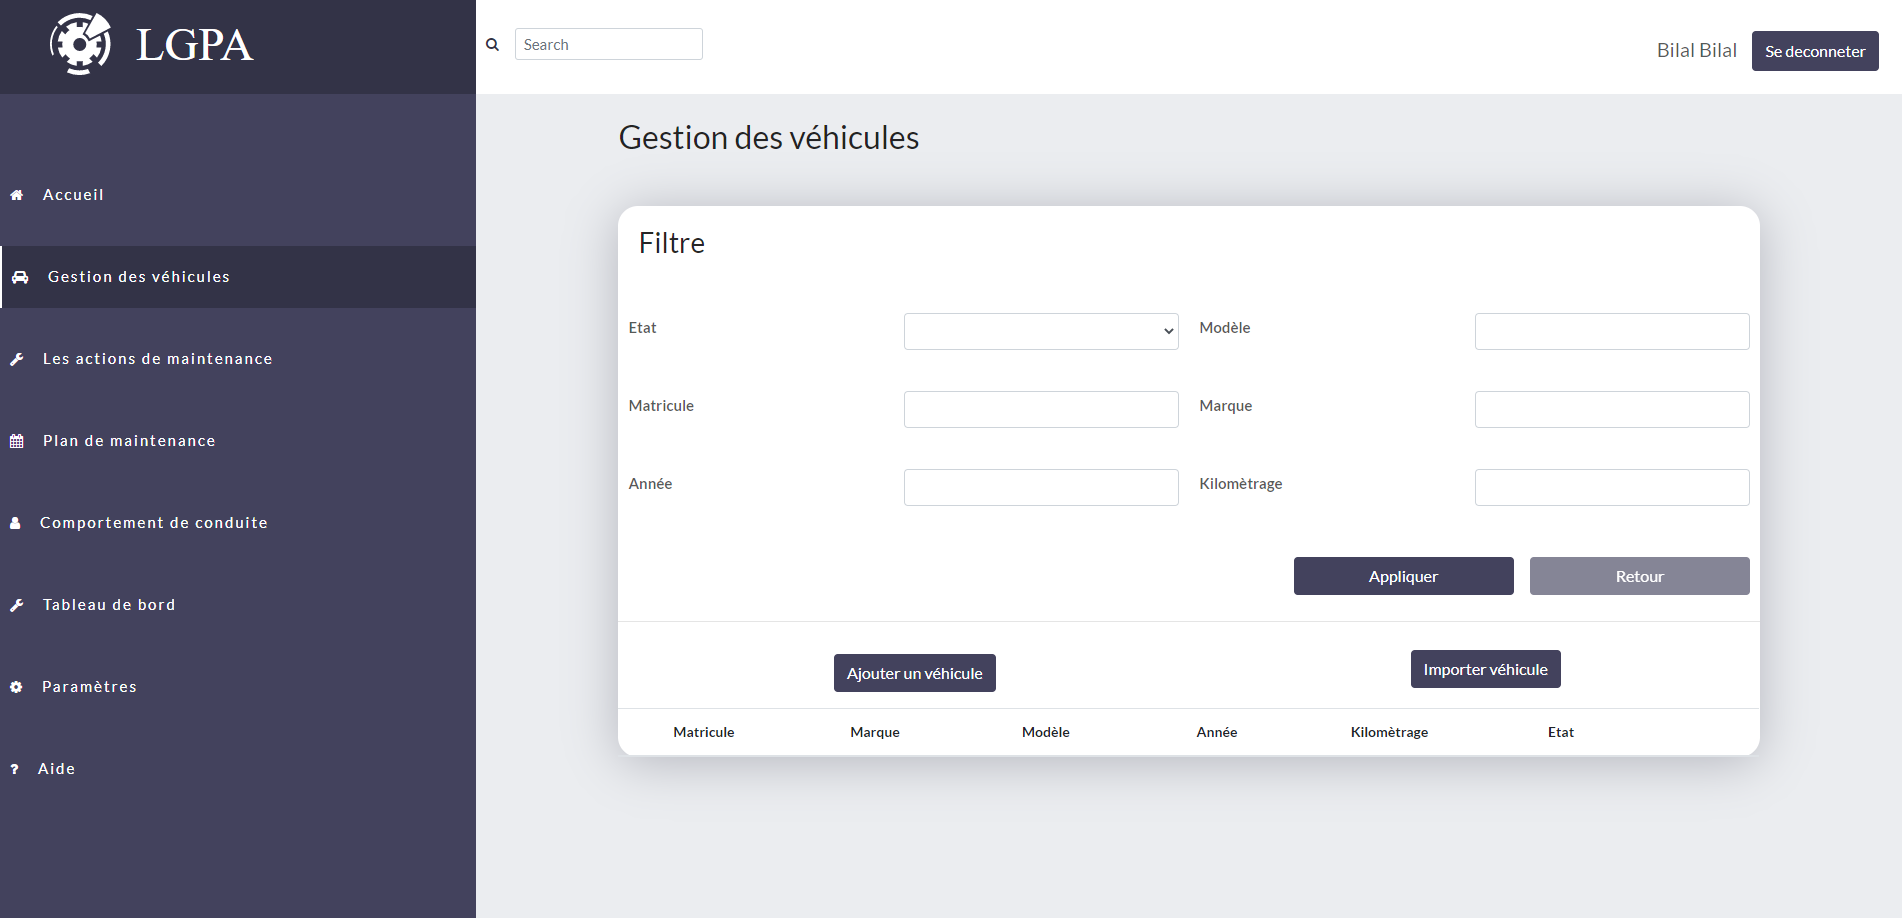 LGPA
Search
Bilal Bilal
Se deconneter
Accueil
Gestion des véhicules
Les actions de maintenance
Plan de maintenance
Comportement de conduite
Tableau de bord
Paramètres
? Aide
Gestion des véhicules
Filtre
Etat
Modèle
Matricule
Marque
Année
Kilomètrage
Appliquer
Retour
Ajouter un véhicule
Importer véhicule
Matricule Marque Modèle Année Kilomètrage Etat